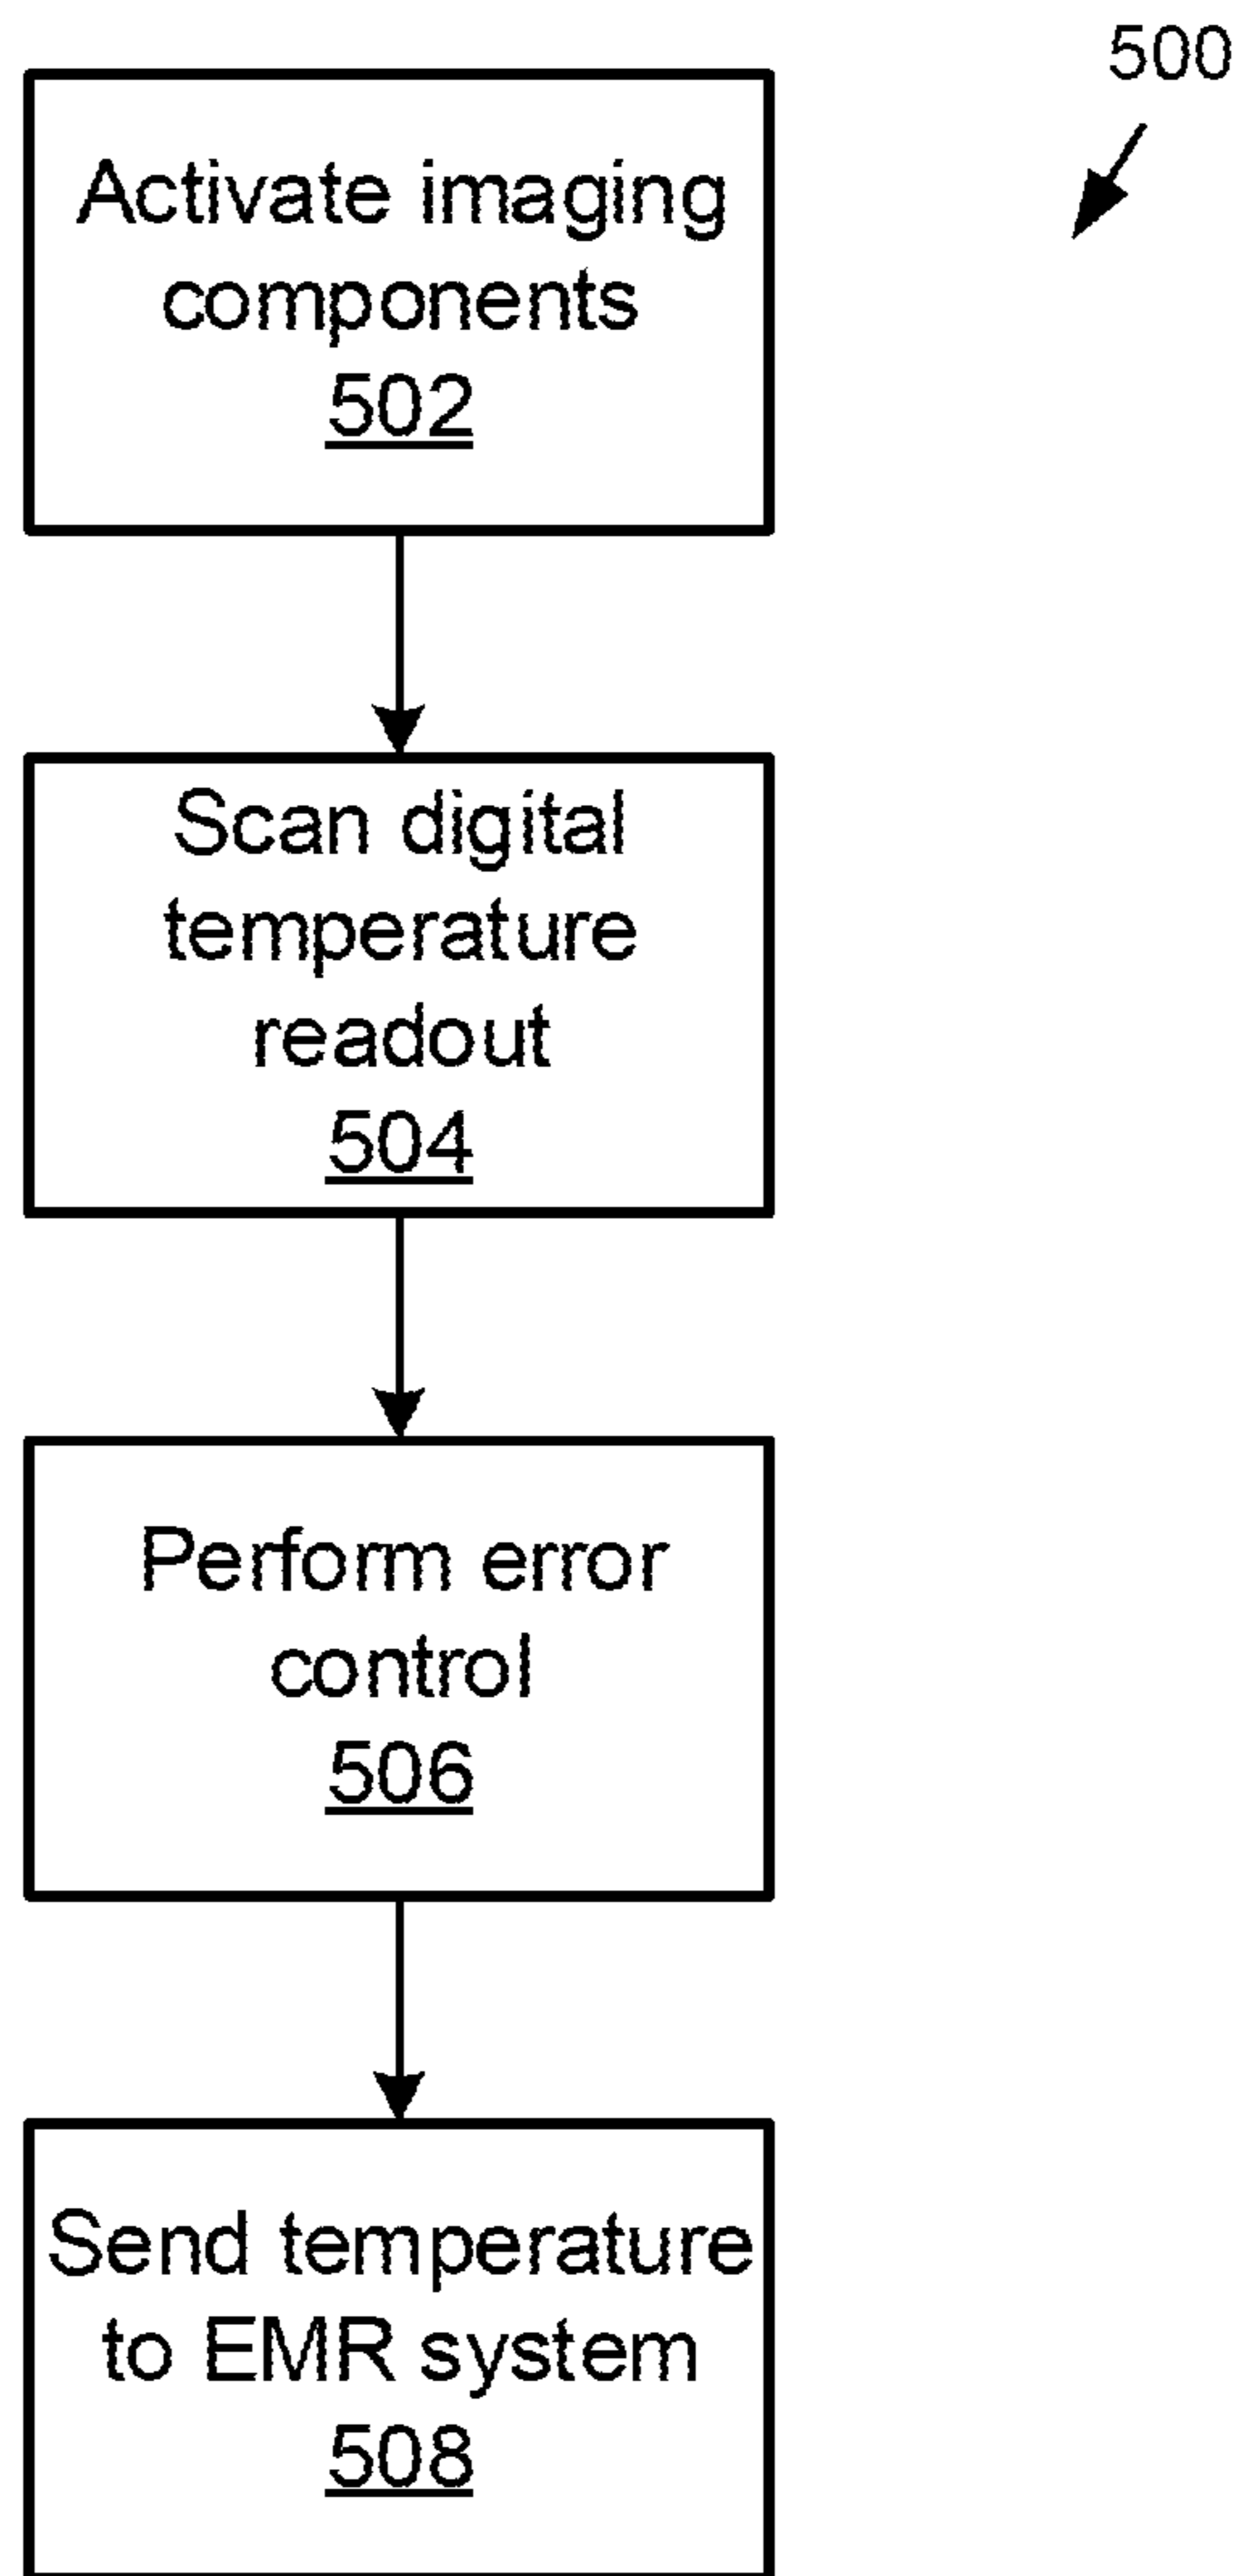 500
Activate imaging
components
502
Scan digital
temperature
readout
504
Perform error
control
506
Send temperature
to EMR system
508